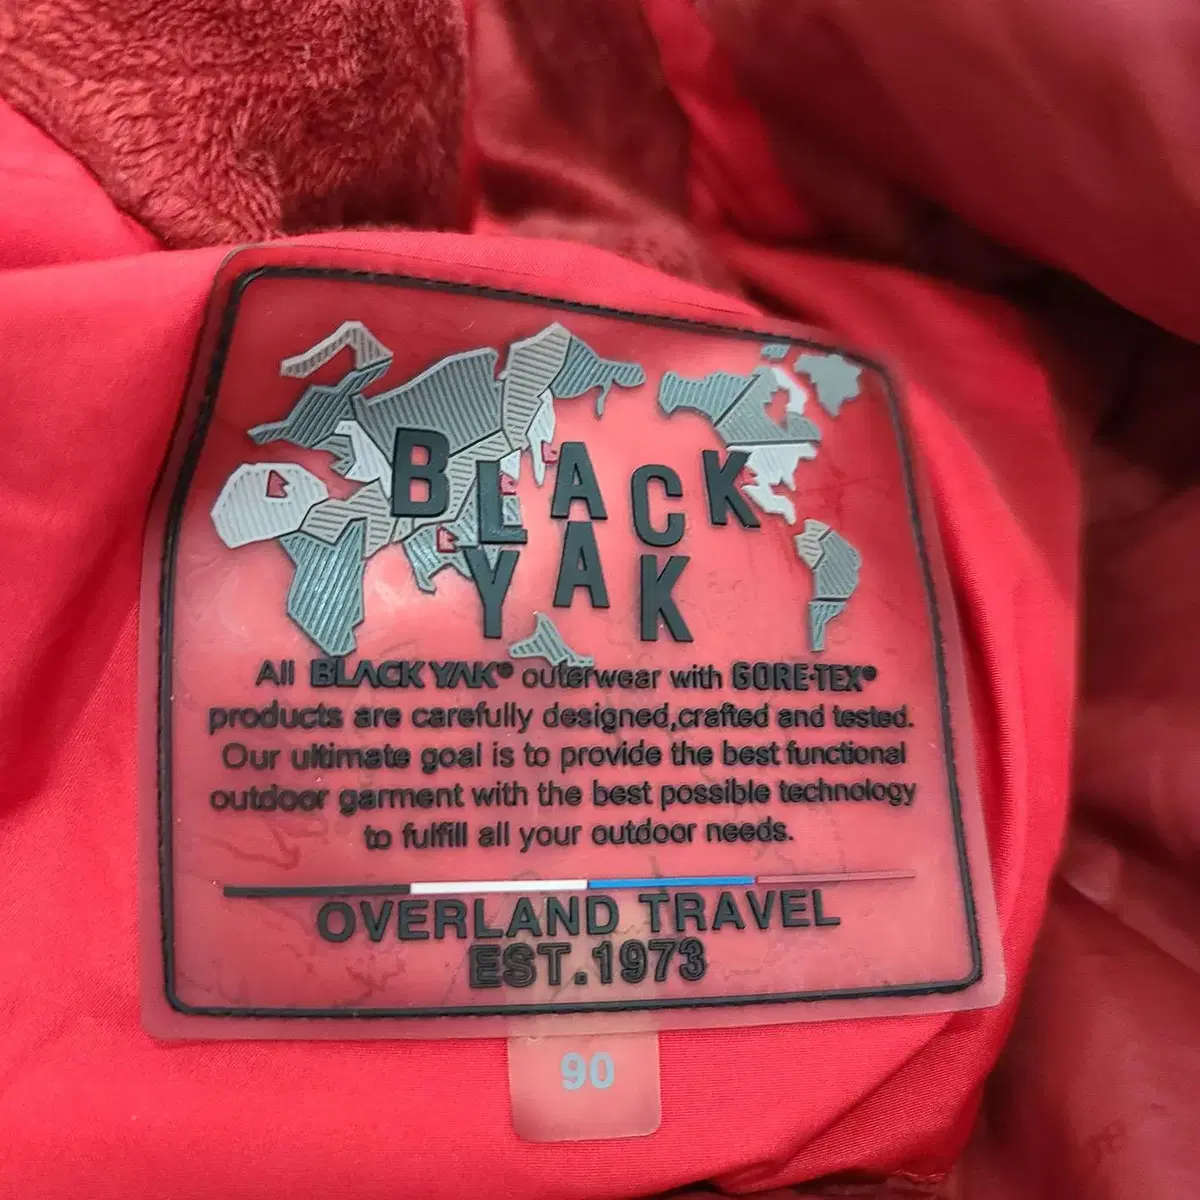 BLACK
YAK
All BLACK YAK® outerwear with GORE-TEX®
products are carefully designed,crafted and tested.
Our ultimate goal is to provide the best functional
outdoor garment with the best possible technology
to fulfill all your outdoor needs.
OVERLAND TRAVEL
EST.1973
90